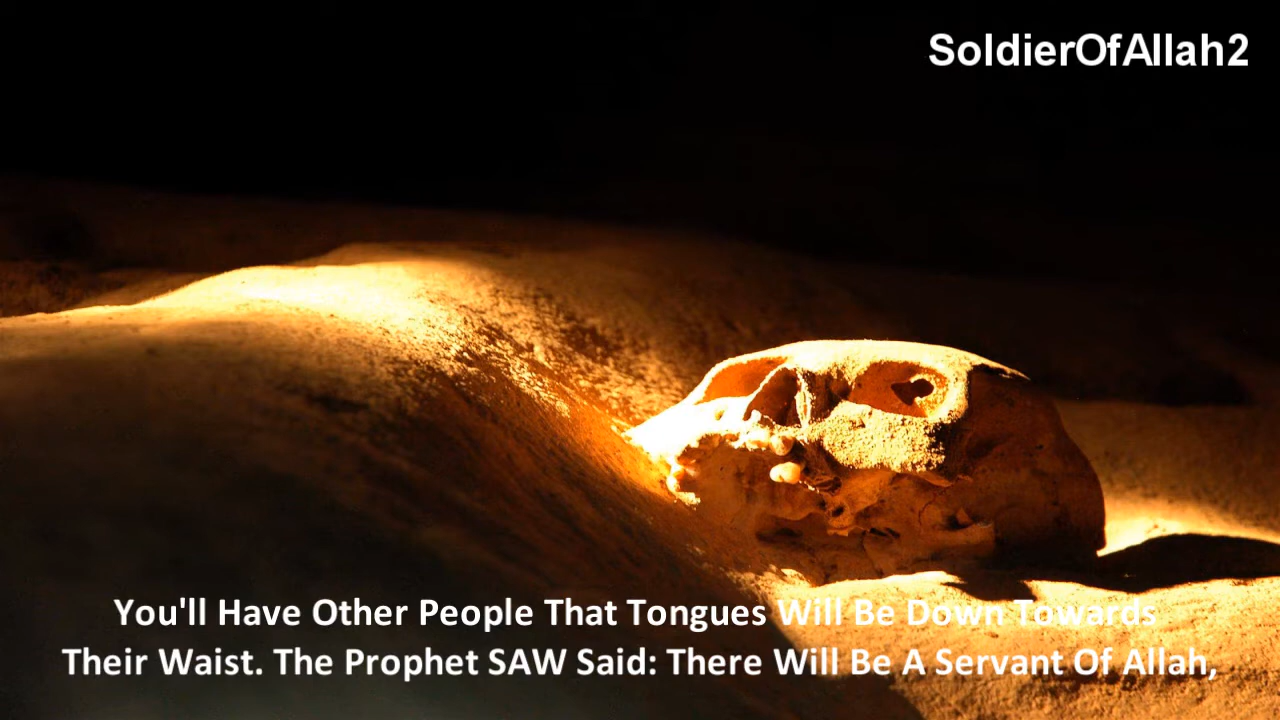 SoldierOfAllah2
You'll Have Other People That Tongues Will Be Down Towards
Their Waist. The Prophet SAW Said: There Will Be A Servant Of Allah,